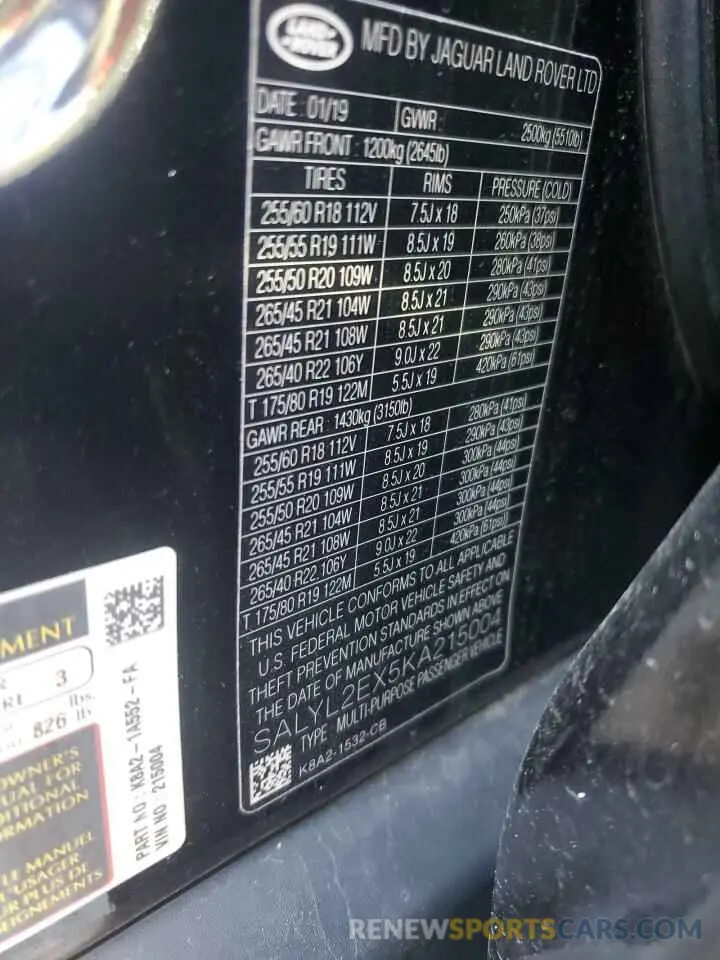 LAND ROVER
MFD BY JAGUAR LAND ROVER LTD
DATE : 01/19 GVWR : 2500kg (5510lb)
GAWR FRONT : 1200kg (2645lb)
TIRES RIMS PRESSURE (COLD)
255/60 R18 112V 7.5J x 18 250kPa (37psi)
255/55 R19 111W 8.5J x 19 260kPa (38psi)
255/50 R20 109W 8.5J x 20 280kPa (41psi)
265/45 R21 104W 8.5J x 21 290kPa (43psi)
265/45 R21 108W 8.5J x 21 290kPa (43psi)
265/40 R22 106Y 9.0J x 22 290kPa (43psi)
T 175/80 R19 122M 5.5J x 19 420kPa (61psi)
GAWR REAR : 1430kg (3150lb)
255/60 R18 112V 7.5J x 18 280kPa (41psi)
255/55 R19 111W 8.5J x 19 290kPa (43psi)
255/50 R20 109W 8.5J x 20 300kPa (44psi)
265/45 R21 104W 8.5J x 21 300kPa (44psi)
265/45 R21 108W 8.5J x 21 300kPa (44psi)
265/40 R22 106Y 9.0J x 22 300kPa (44psi)
T 175/80 R19 122M 5.5J x 19 420kPa (61psi)
THIS VEHICLE CONFORMS TO ALL APPLICABLE
U.S. FEDERAL MOTOR VEHICLE SAFETY AND
THEFT PREVENTION STANDARDS IN EFFECT ON
THE DATE OF MANUFACTURE SHOWN ABOVE
SALYL2EX5KA215004
TYPE MULTI-PURPOSE PASSENGER VEHICLE
K8A2-1532-CB
3
lbs.
826 lb
PART NO : K8A2-1A552-FA
VIN NO : 215004
OWNER'S
FOR
LE MANUEL
USAGER
PLUS DE
RENEWSPORTSCARS.COM